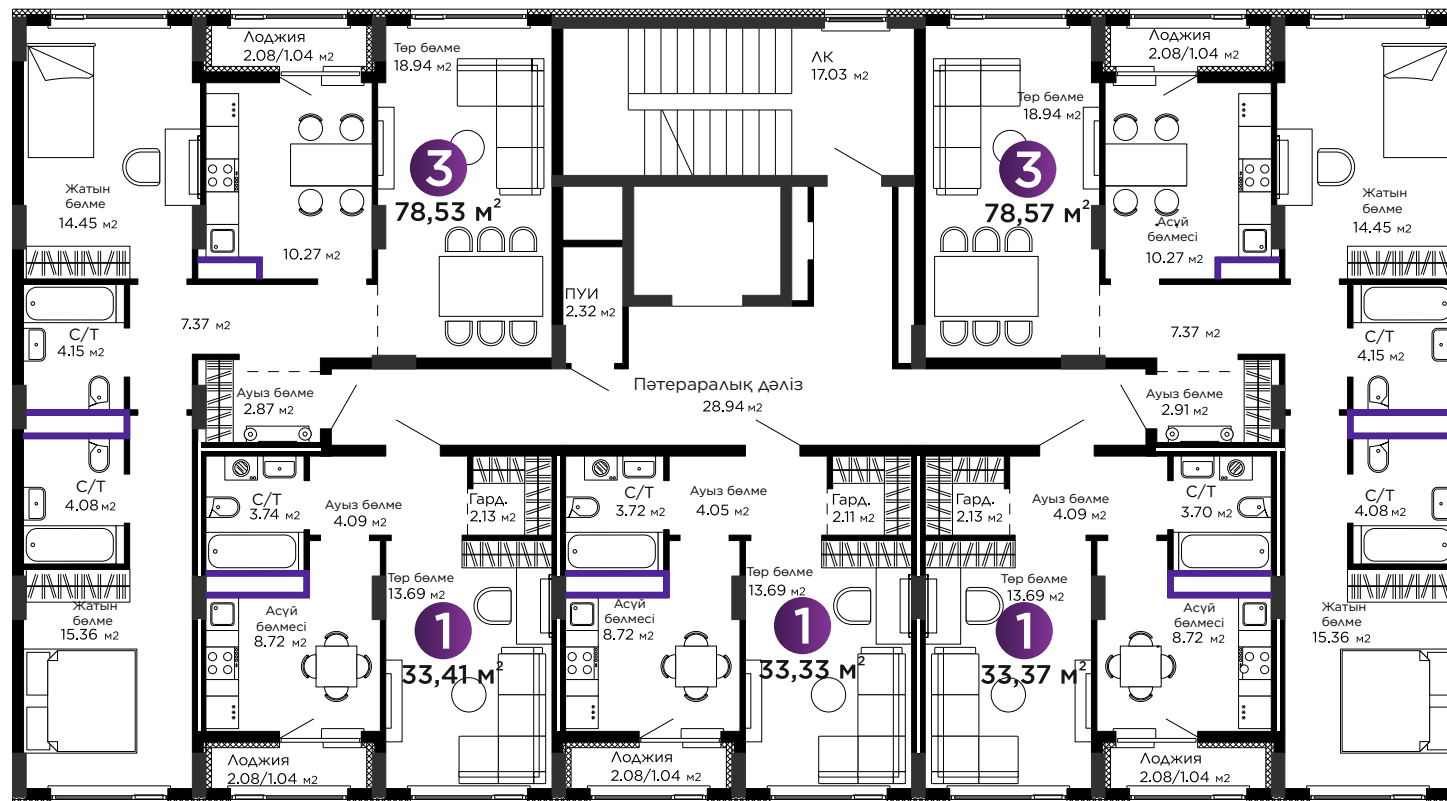 Лоджия
2.08/1.04 м2
Төр бөлме
18.94 м2
ЛК
17.03 м2
Төр бөлме
18.94 м2
Лоджия
2.08/1.04 м2
3
78,53 м²
3
78,57 м²
Жатын
бөлме
14.45 м2
10.27 м2
Асүй
бөлмесі
10.27 м2
Жатын
бөлме
14.45 м2
ПУИ
2.32 м2
7.37 м2
С/Т
4.15 м2
7.37 м2
С/Т
4.15 м2
Ауыз бөлме
2.87 м2
Пәтераралық дәліз
28.94 м2
Ауыз бөлме
2.91 м2
С/Т
4.08 м2
С/Т
3.74 м2
Ауыз бөлме
4.09 м2
Гард.
2.13 м2
С/Т
3.72 м2
Ауыз бөлме
4.05 м2
Гард.
2.11 м2
Гард.
2.13 м2
Ауыз бөлме
4.09 м2
С/Т
3.70 м2
С/Т
4.08 м2
Жатын
бөлме
15.36 м2
Асүй
бөлмесі
8.72 м2
Төр бөлме
13.69 м2
1
33,41 м²
Асүй
бөлмесі
8.72 м2
Төр бөлме
13.69 м2
1
33,33 м²
Төр бөлме
13.69 м2
1
33,37 м²
Асүй
бөлмесі
8.72 м2
Жатын
бөлме
15.36 м2
Лоджия
2.08/1.04 м2
Лоджия
2.08/1.04 м2
Лоджия
2.08/1.04 м2